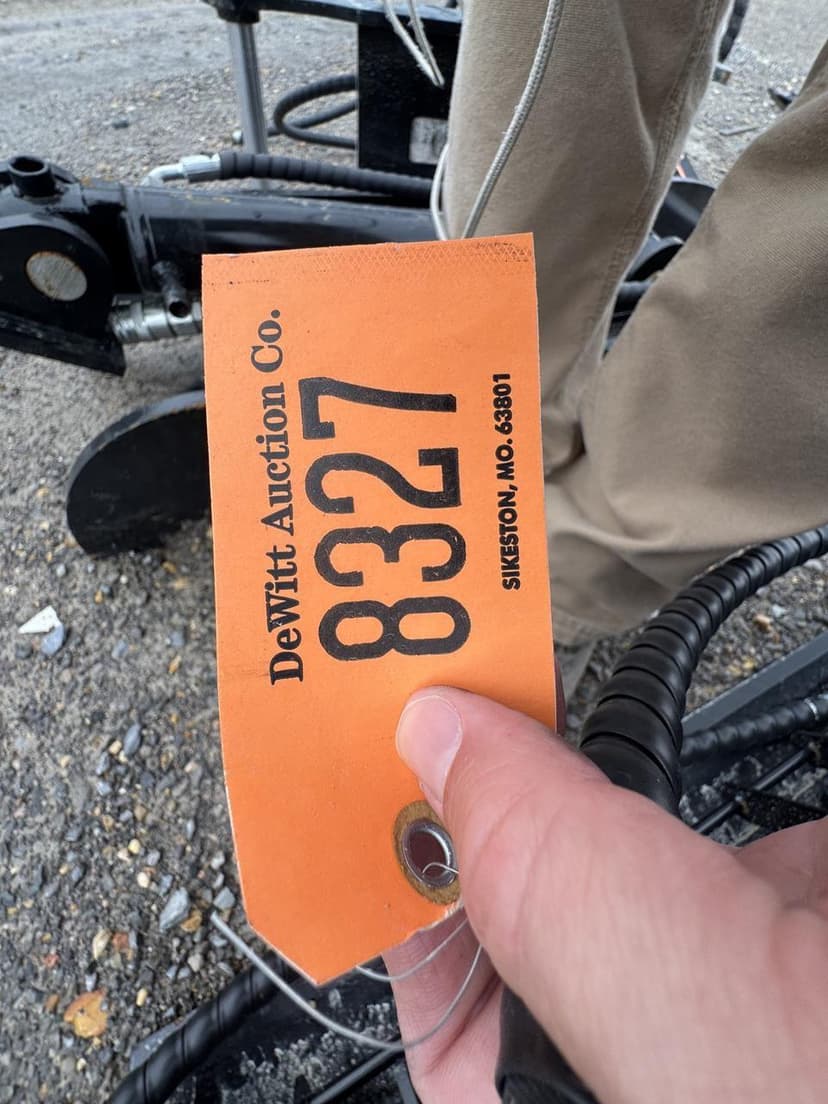 DeWitt Auction Co.
8327
SIKESTON, MO. 63801